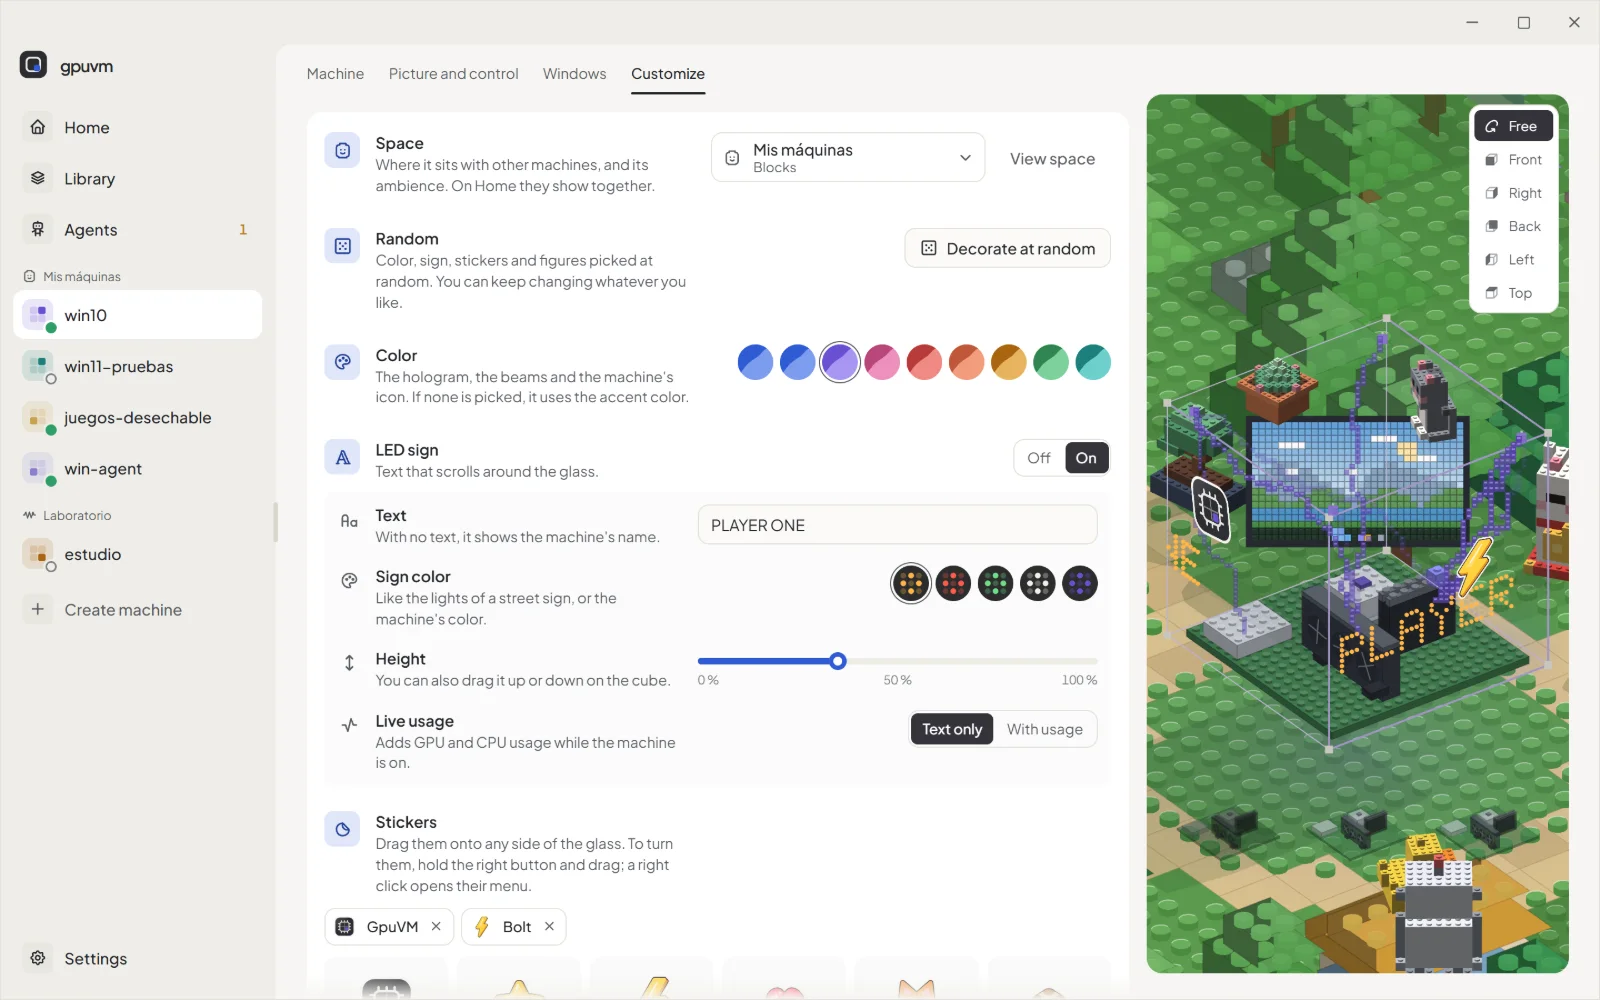 gpuvm
Home
Library
Agents 1
Mis máquinas
win10
win11-pruebas
juegos-desechable
win-agent
Laboratorio
estudio
Create machine
Settings
Machine Picture and control Windows Customize
Space
Where it sits with other machines, and its
ambience. On Home they show together.
Mis máquinas
Blocks
View space
Random
Color, sign, stickers and figures picked at
random. You can keep changing whatever you
like.
Decorate at random
Color
The hologram, the beams and the machine's
icon. If none is picked, it uses the accent color.
LED sign
Text that scrolls around the glass.
Off On
Text
With no text, it shows the machine's name.
PLAYER ONE
Sign color
Like the lights of a street sign, or the
machine's color.
Height
You can also drag it up or down on the cube.
0 % 50 % 100 %
Live usage
Adds GPU and CPU usage while the machine
is on.
Text only With usage
Stickers
Drag them onto any side of the glass. To turn
them, hold the right button and drag; a right
click opens their menu.
GpuVM Bolt
Free
Front
Right
Back
Left
Top
PLAYER